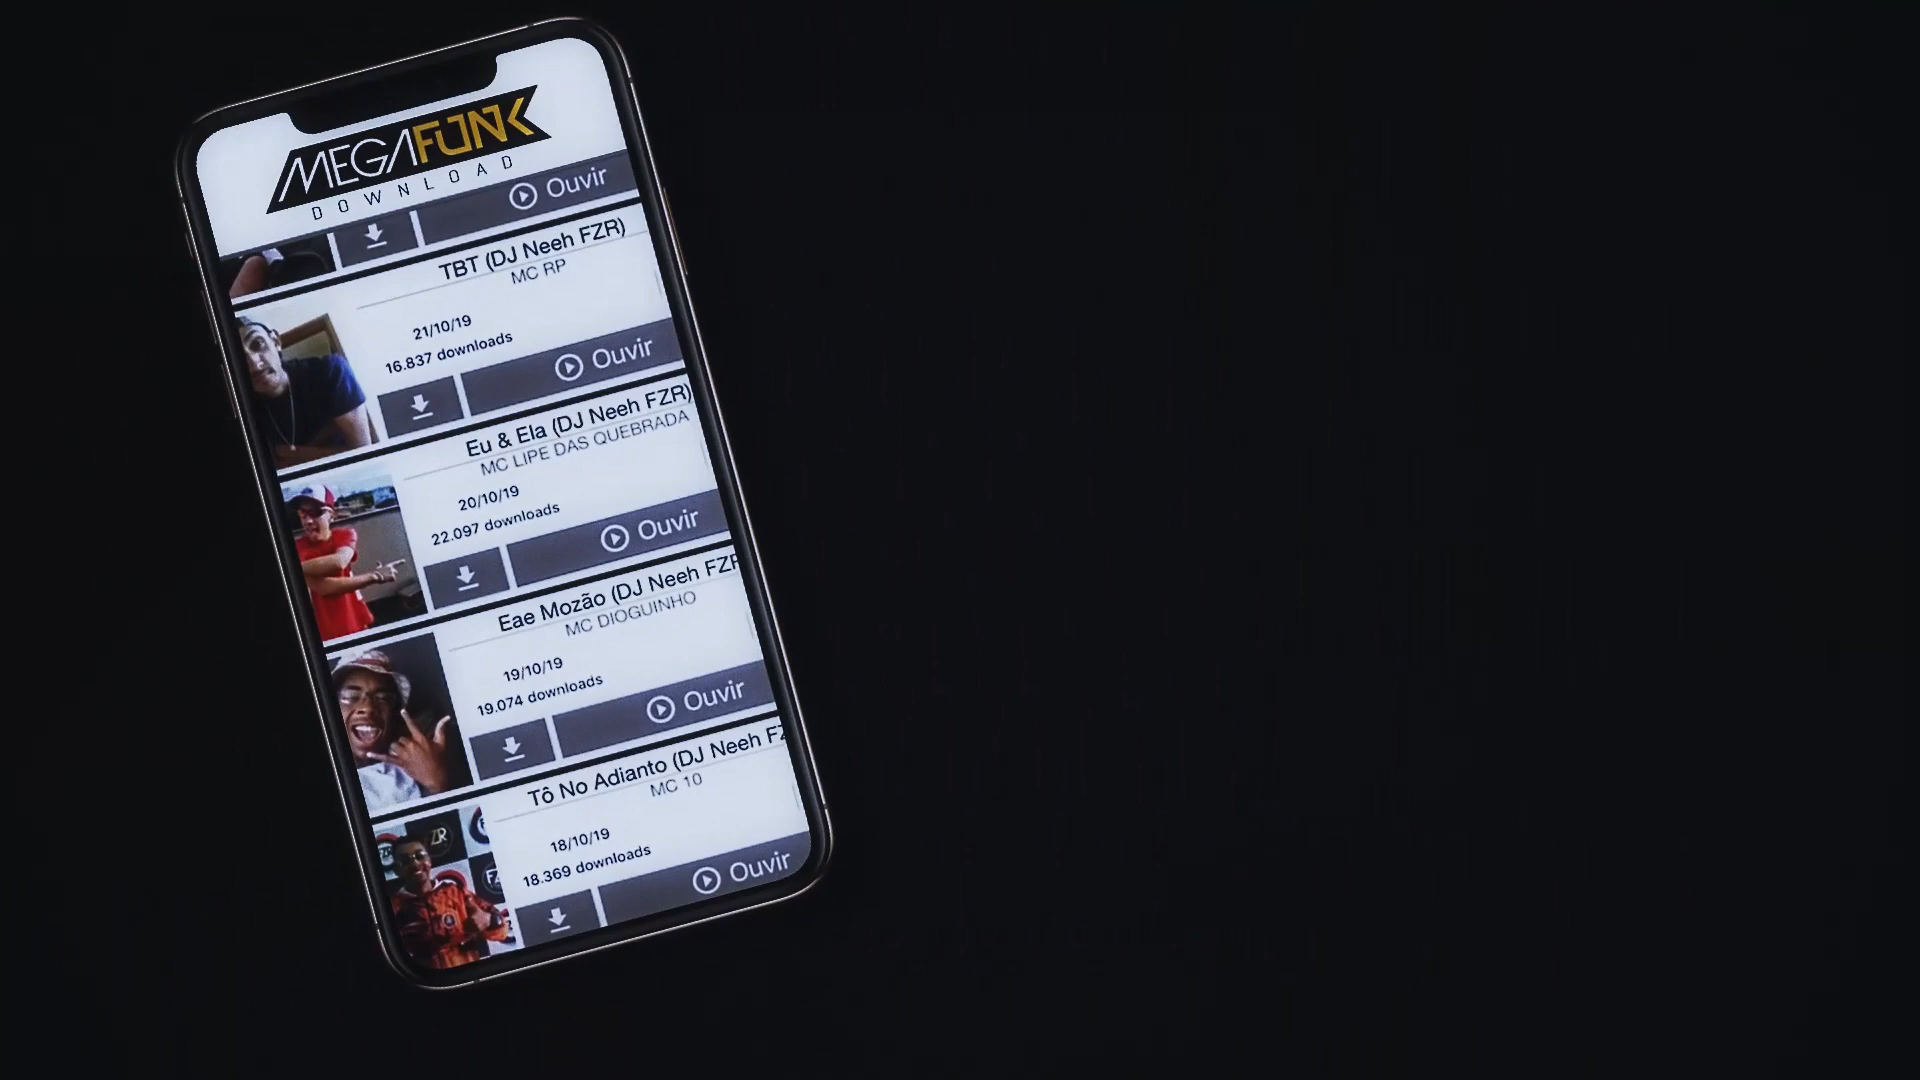 MEGAFUNK
DOWNLOAD
Ouvir
TBT (DJ Neeh FZR)
MC RP
21/10/19
16.837 downloads
Ouvir
Eu & Ela (DJ Neeh FZR)
MC LIPE DAS QUEBRADA
20/10/19
22.097 downloads
Ouvir
Eae Mozão (DJ Neeh FZR
MC DIOGUINHO
19/10/19
19.074 downloads
Ouvir
Tô No Adianto (DJ Neeh FZ
MC 10
18/10/19
18.369 downloads
Ouvir